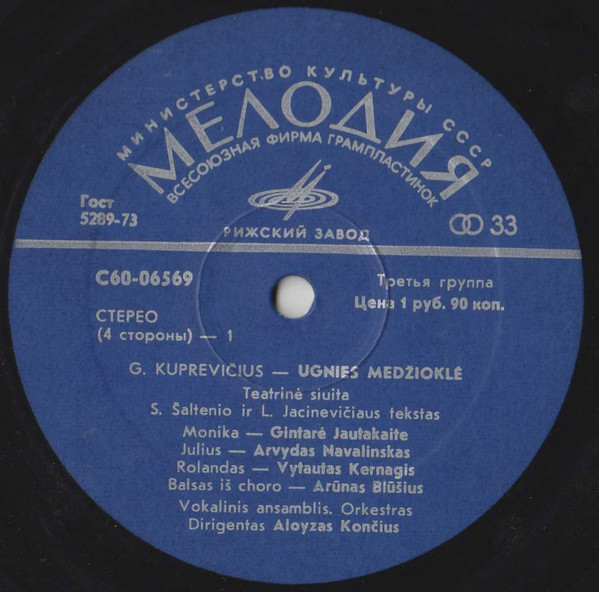 МИНИСТЕРСТВО КУЛЬТУРЫ СССР
МЕЛОДИЯ
ВСЕСОЮЗНАЯ ФИРМА ГРАМПЛАСТИНОК
Гост
5289-73
33
РИЖСКИЙ ЗАВОД
С60-06569
Третья группа
Цена 1 руб. 90 коп.
СТЕРЕО
(4 стороны) — 1
G. KUPREVIČIUS — UGNIES MEDŽIOKLĖ
Teatrinė siuita
S. Šaltenio ir L. Jacinevičiaus tekstas
Monika — Gintarė Jautakaite
Julius — Arvydas Navalinskas
Rolandas — Vytautas Kernagis
Balsas iš choro — Arūnas Blūšius
Vokalinis ansamblis. Orkestras
Dirigentas Aloyzas Končius